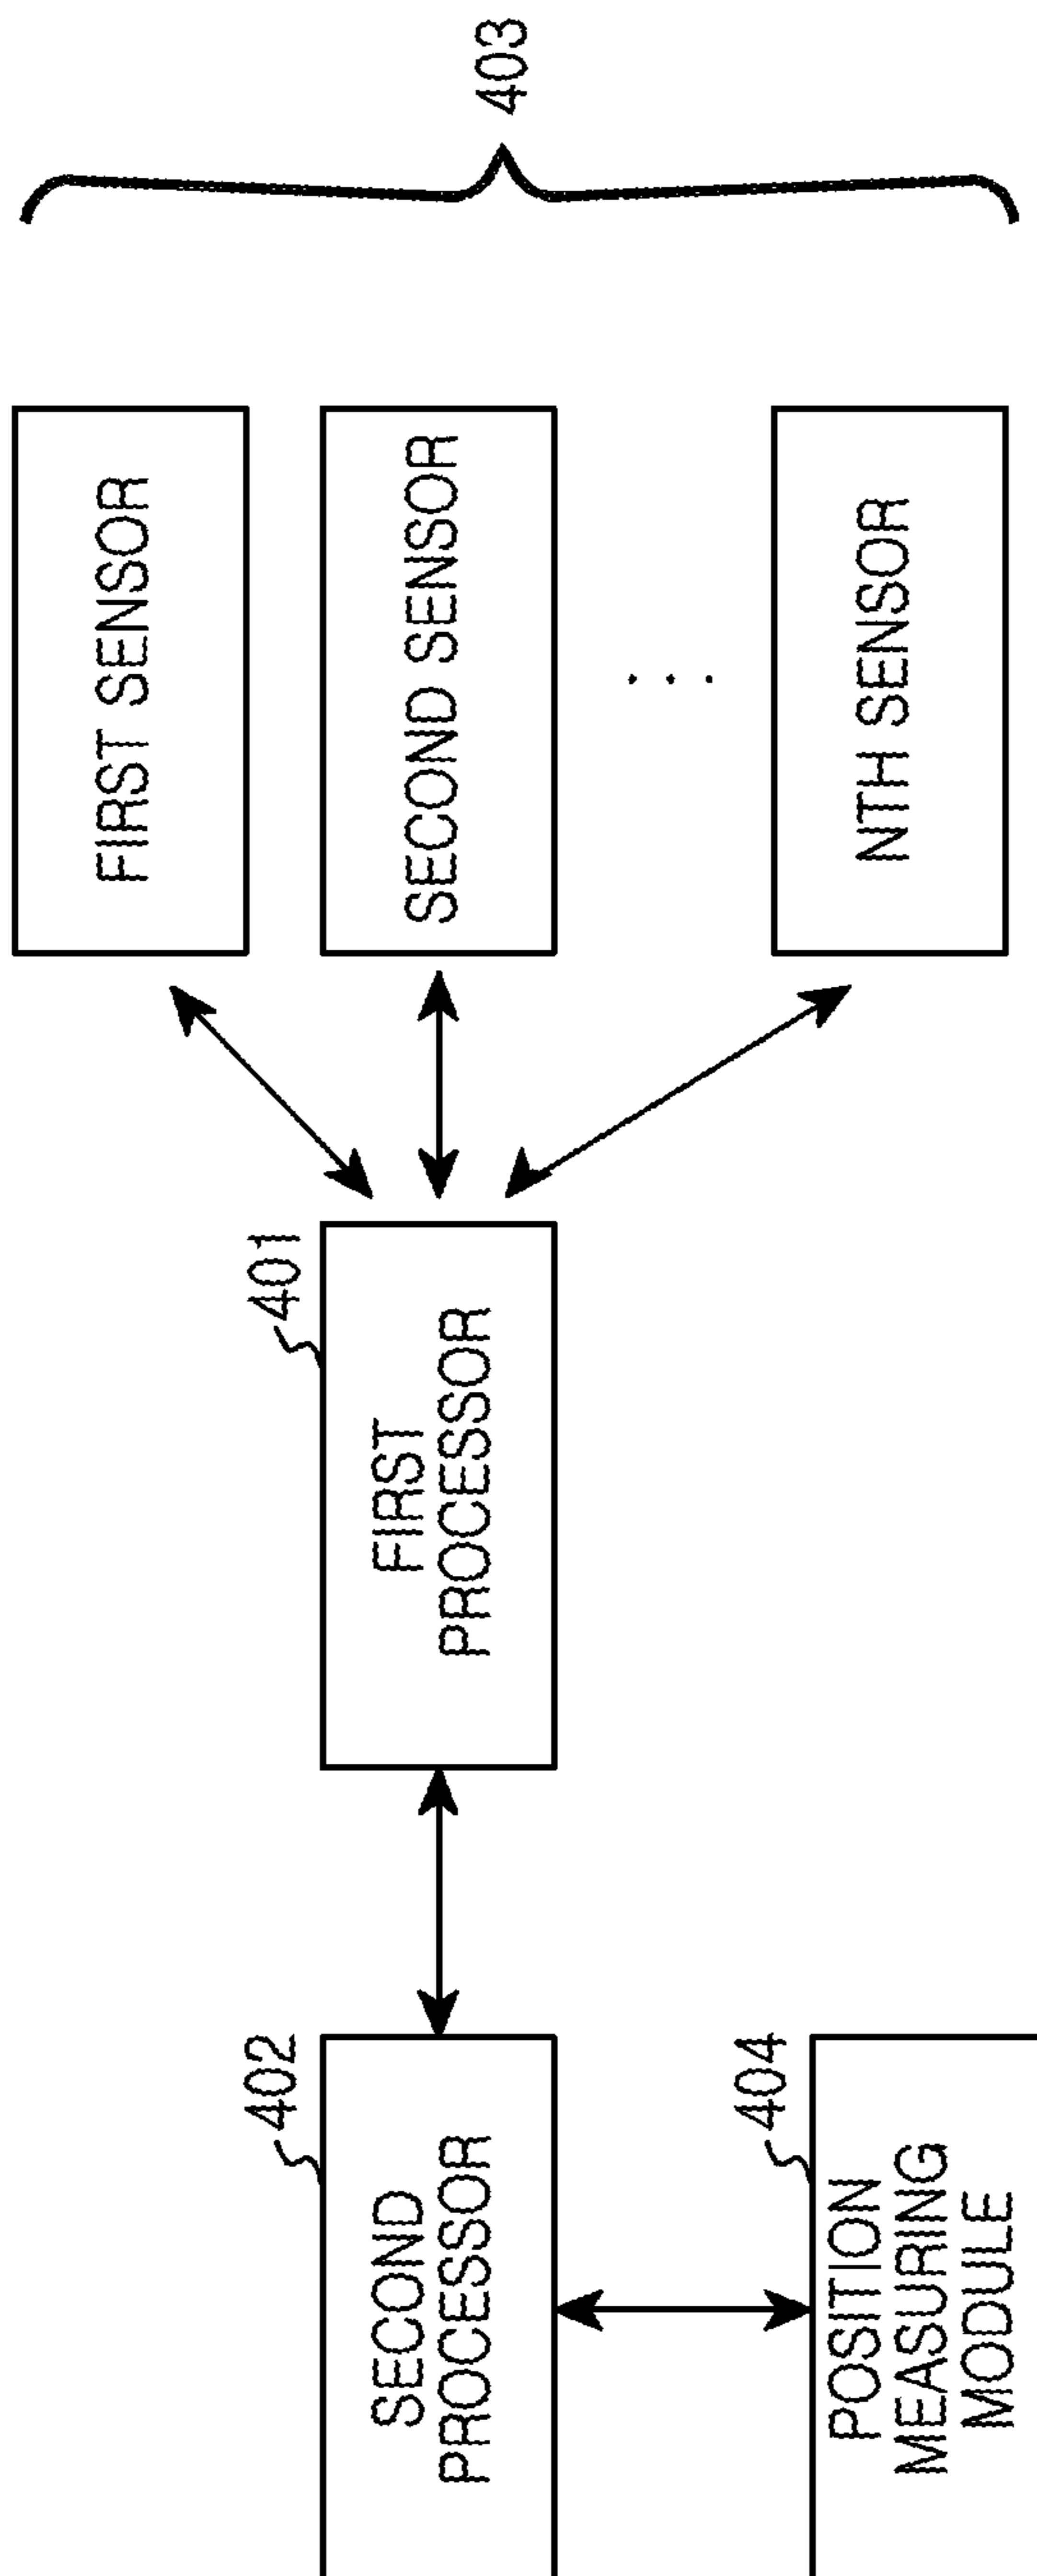 402
SECOND
PROCESSOR
404
POSITION
MEASURING
MODULE
401
FIRST
PROCESSOR
FIRST SENSOR
SECOND SENSOR
. . .
NTH SENSOR
403